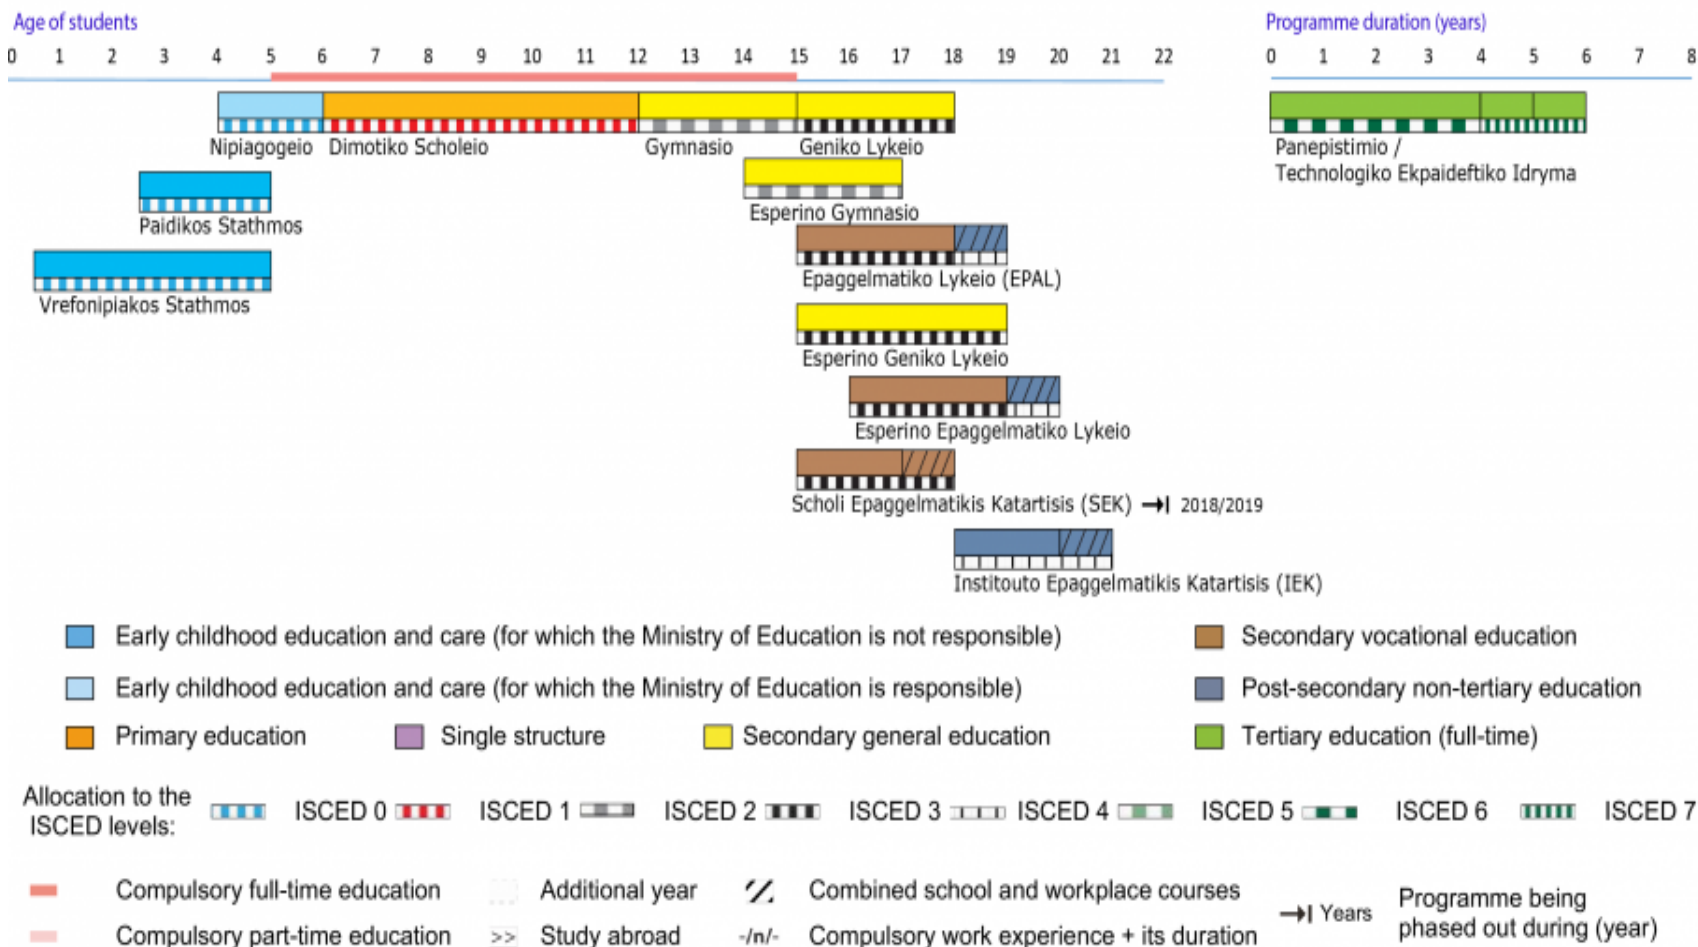 Age of students
Programme duration (years)
0 1 2 3 4 5 6 7 8 9 10 11 12 13 14 15 16 17 18 19 20 21 22
0 1 2 3 4 5 6 7 8
Nipiagogeio Dimotiko Scholeio Gymnasio Geniko Lykeio
Panepistimio /
Technologiko Ekpaideftiko Idryma
Esperino Gymnasio
Paidikos Stathmos
Epaggelmatiko Lykeio (EPAL)
Vrefonipiakos Stathmos
Esperino Geniko Lykeio
Esperino Epaggelmatiko Lykeio
Scholi Epaggelmatikis Katartisis (SEK) 2018/2019
Institouto Epaggelmatikis Katartisis (IEK)
Early childhood education and care (for which the Ministry of Education is not responsible)
Secondary vocational education
Early childhood education and care (for which the Ministry of Education is responsible)
Post-secondary non-tertiary education
Primary education
Single structure
Secondary general education
Tertiary education (full-time)
Allocation to the
ISCED levels:
ISCED 0 ISCED 1 ISCED 2 ISCED 3 ISCED 4 ISCED 5 ISCED 6 ISCED 7
Compulsory full-time education
Additional year
Combined school and workplace courses
Years
Programme being
phased out during (year)
Compulsory part-time education
>> Study abroad
-/n/- Compulsory work experience + its duration